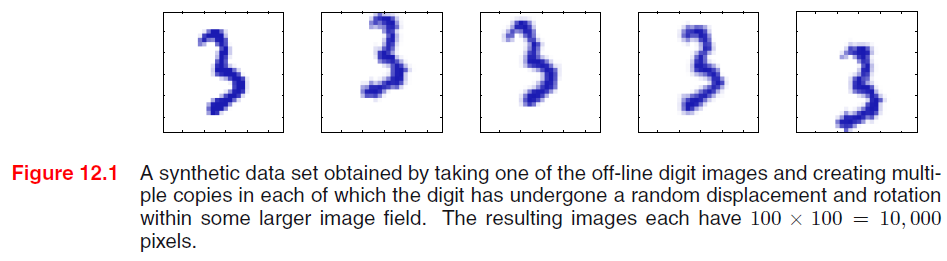 Figure 12.1 A synthetic data set obtained by taking one of the off-line digit images and creating multi-
ple copies in each of which the digit has undergone a random displacement and rotation
within some larger image field. The resulting images each have 100 × 100 = 10, 000
pixels.